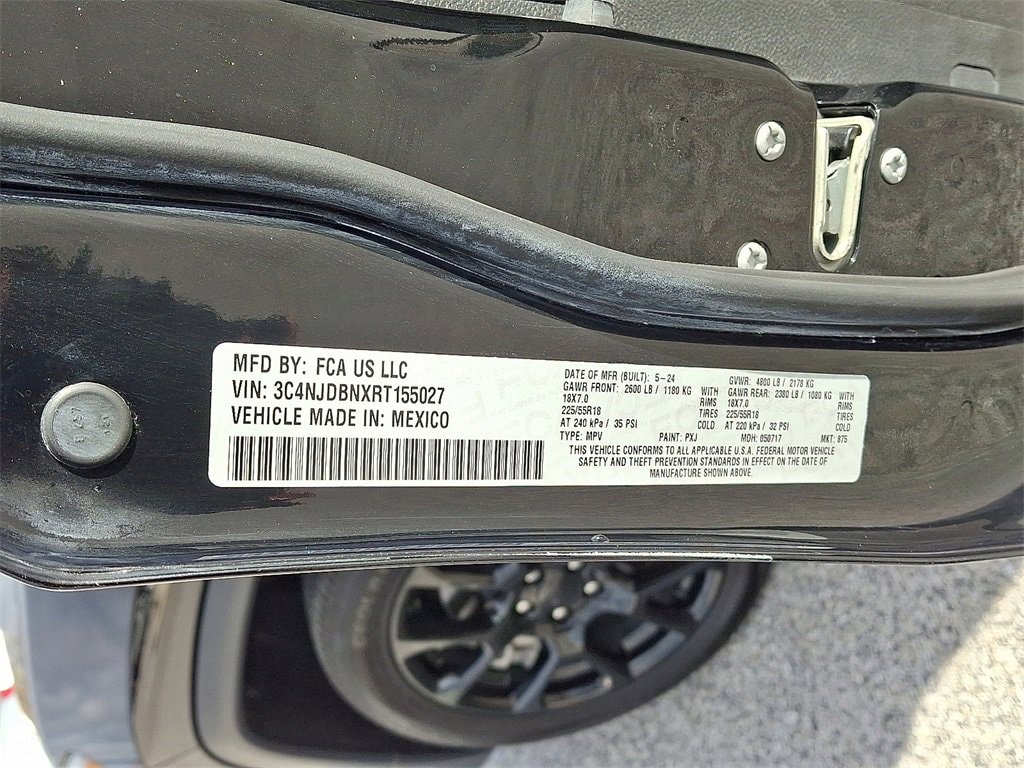 MFD BY: FCA US LLC
VIN: 3C4NJDBNXRT155027
VEHICLE MADE IN: MEXICO
DATE OF MFR (BUILT): 5-24
GAWR FRONT: 2600 LB / 1180 KG WITH
18X7.0 RIMS
225/55R18 TIRES
AT 240 kPa / 35 PSI COLD
GVWR: 4800 LB / 2178 KG
GAWR REAR: 2380 LB / 1080 KG WITH
18X7.0 RIMS
225/55R18 TIRES
AT 220 kPa / 32 PSI COLD
TYPE: MPV PAINT: PXJ MDH: 050717 MKT: 875
THIS VEHICLE CONFORMS TO ALL APPLICABLE U.S.A. FEDERAL MOTOR VEHICLE
SAFETY AND THEFT PREVENTION STANDARDS IN EFFECT ON THE DATE OF
MANUFACTURE SHOWN ABOVE.